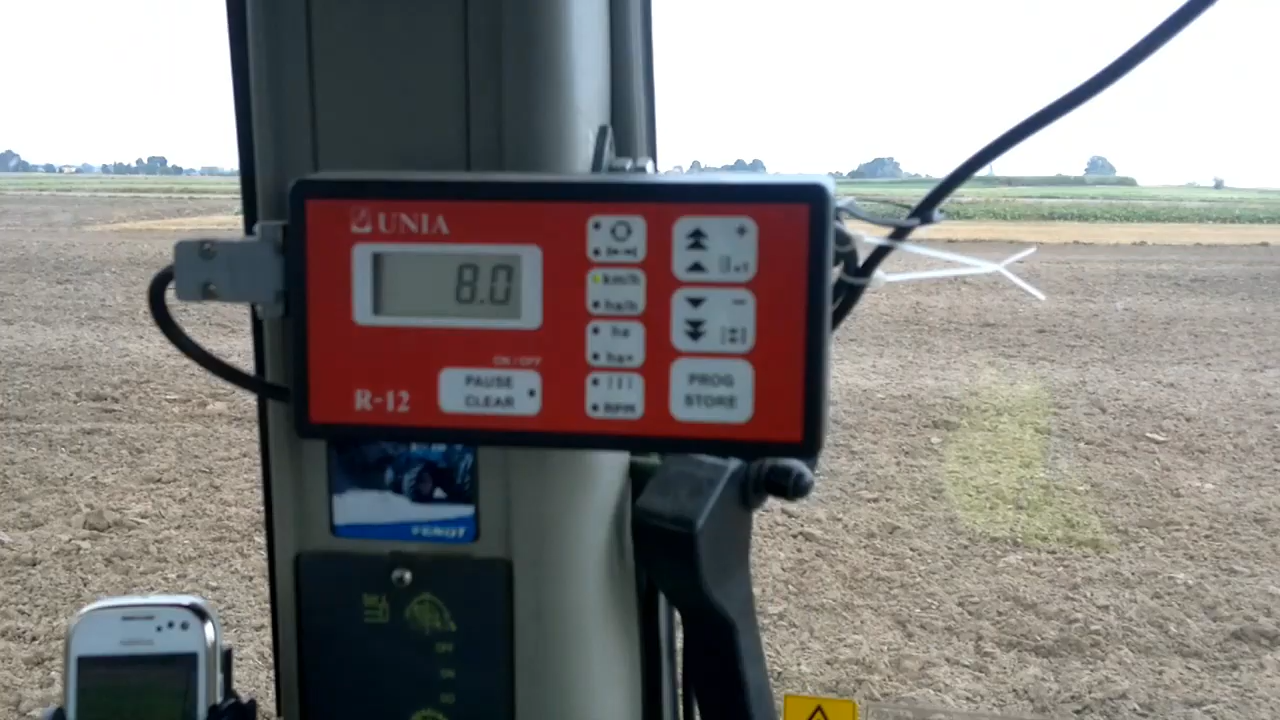 UNIA
8.0
km/h
ha/h
ha
ha+
ON / OFF
PAUSE
CLEAR
RPM
PROG
STORE
R-12
FENDT